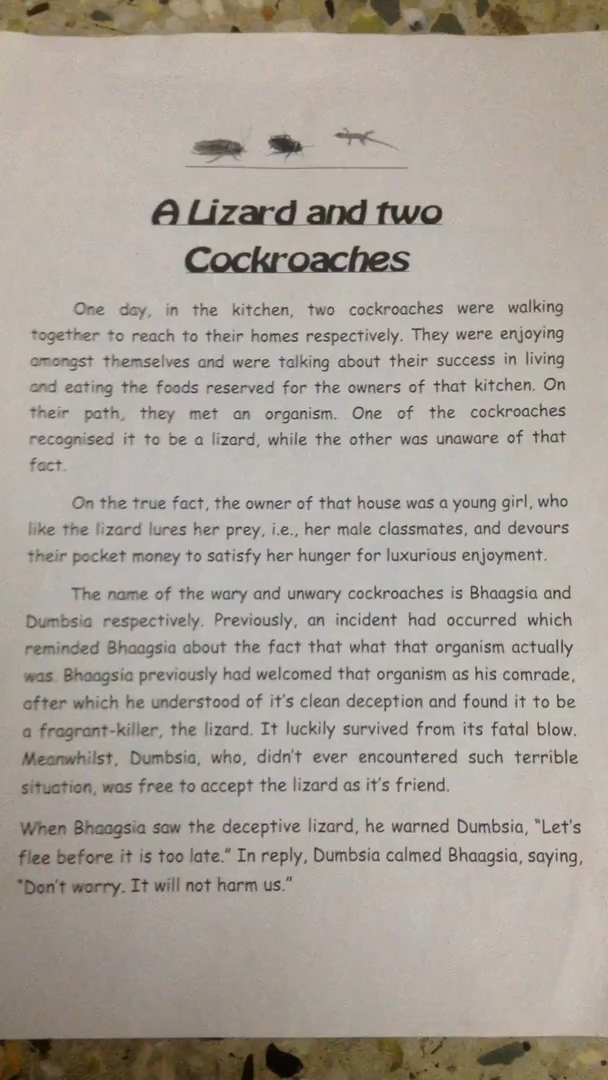 A Lizard and two
Cockroaches
One day, in the kitchen, two cockroaches were walking
together to reach to their homes respectively. They were enjoying
amongst themselves and were talking about their success in living
and eating the foods reserved for the owners of that kitchen. On
their path, they met an organism. One of the cockroaches
recognised it to be a lizard, while the other was unaware of that
fact.
On the true fact, the owner of that house was a young girl, who
like the lizard lures her prey, i.e., her male classmates, and devours
their pocket money to satisfy her hunger for luxurious enjoyment.
The name of the wary and unwary cockroaches is Bhaagsia and
Dumbsia respectively. Previously, an incident had occurred which
reminded Bhaagsia about the fact that what that organism actually
was. Bhaagsia previously had welcomed that organism as his comrade,
after which he understood of it's clean deception and found it to be
a fragrant-killer, the lizard. It luckily survived from its fatal blow.
Meanwhilst, Dumbsia, who, didn't ever encountered such terrible
situation, was free to accept the lizard as it's friend.
When Bhaagsia saw the deceptive lizard, he warned Dumbsia, "Let's
flee before it is too late." In reply, Dumbsia calmed Bhaagsia, saying,
"Don't worry. It will not harm us."